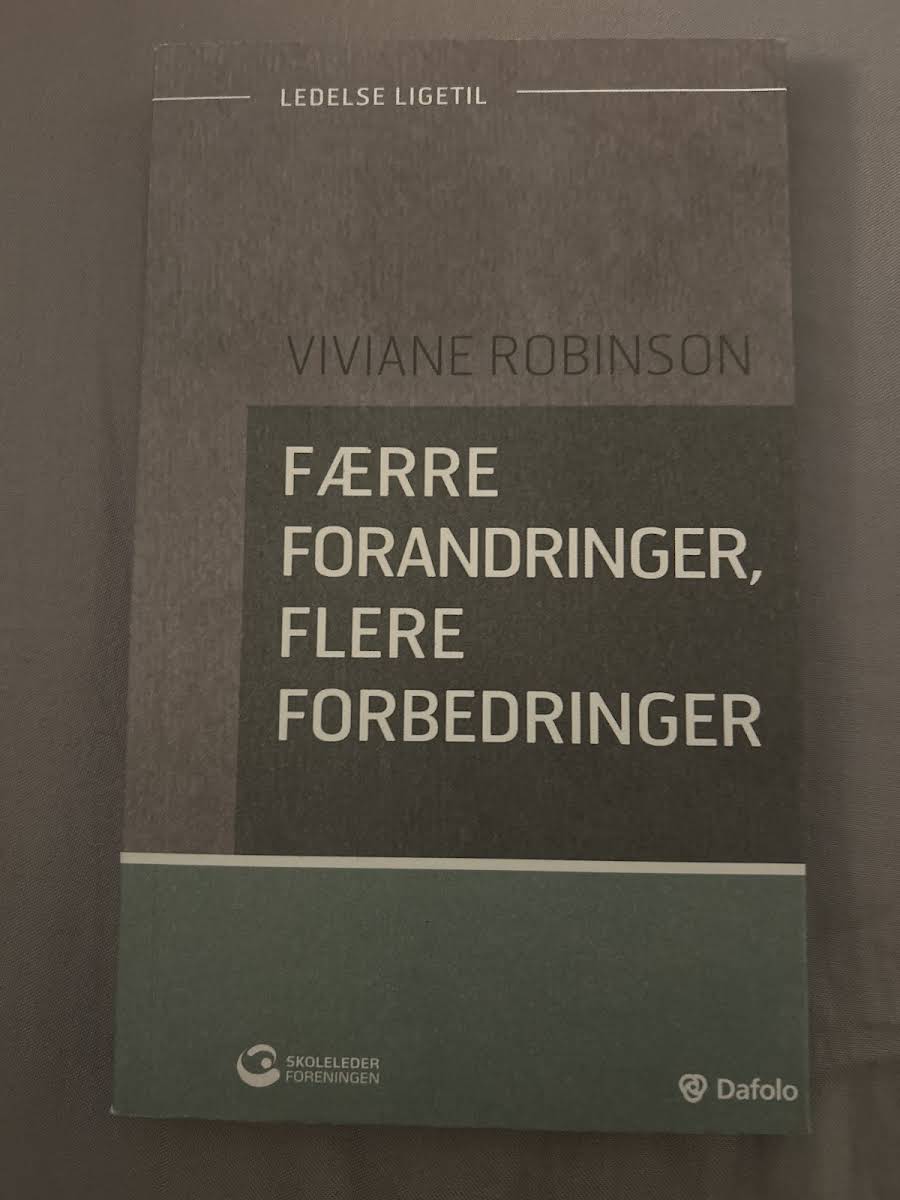 LEDELSE LIGETIL
VIVIANE ROBINSON
FÆRRE
FORANDRINGER,
FLERE
FORBEDRINGER
SKOLELEDER
FORENINGEN
Dafolo